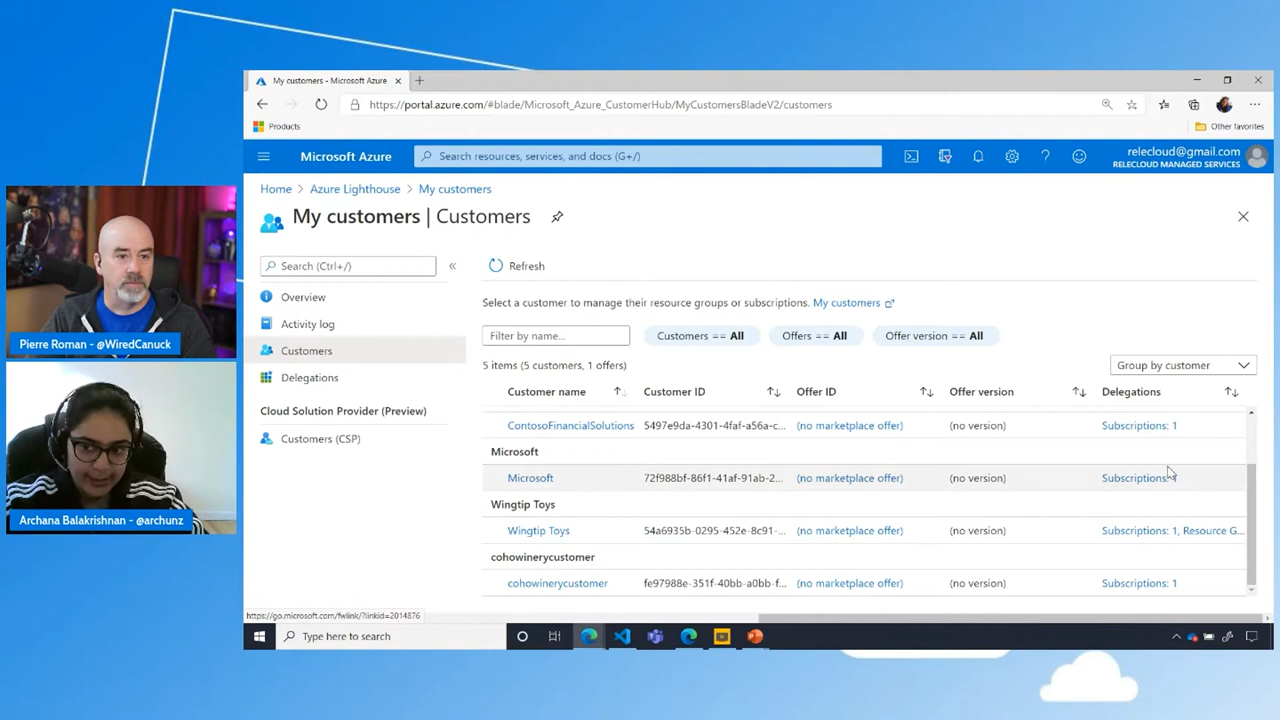 My customers - Microsoft Azure
https://portal.azure.com/#blade/Microsoft_Azure_CustomerHub/MyCustomersBladeV2/customers
Products
Other favorites
Microsoft Azure
Search resources, services, and docs (G+/)
relecloud@gmail.com
RELECLOUD MANAGED SERVICES
Home > Azure Lighthouse > My customers
My customers | Customers
Search (Ctrl+/)
«
Refresh
Overview
Activity log
Customers
Delegations
Cloud Solution Provider (Preview)
Customers (CSP)
Select a customer to manage their resource groups or subscriptions. My customers
Filter by name...
Customers == All
Offers == All
Offer version == All
5 items (5 customers, 1 offers)
Group by customer
Customer name Customer ID Offer ID Offer version Delegations
ContosoFinancialSolutions 5497e9da-4301-4faf-a56a-c... (no marketplace offer) (no version) Subscriptions: 1
Microsoft
Microsoft 72f988bf-86f1-41af-91ab-2... (no marketplace offer) (no version) Subscriptions: 1
Wingtip Toys
Wingtip Toys 54a6935b-0295-452e-8c91-... (no marketplace offer) (no version) Subscriptions: 1, Resource G...
cohowinerycustomer
cohowinerycustomer fe97988e-351f-40bb-a0bb-f... (no marketplace offer) (no version) Subscriptions: 1
https://go.microsoft.com/fwlink/?linkid=2014876
Type here to search
Pierre Roman - @WiredCanuck
Archana Balakrishnan - @archunz